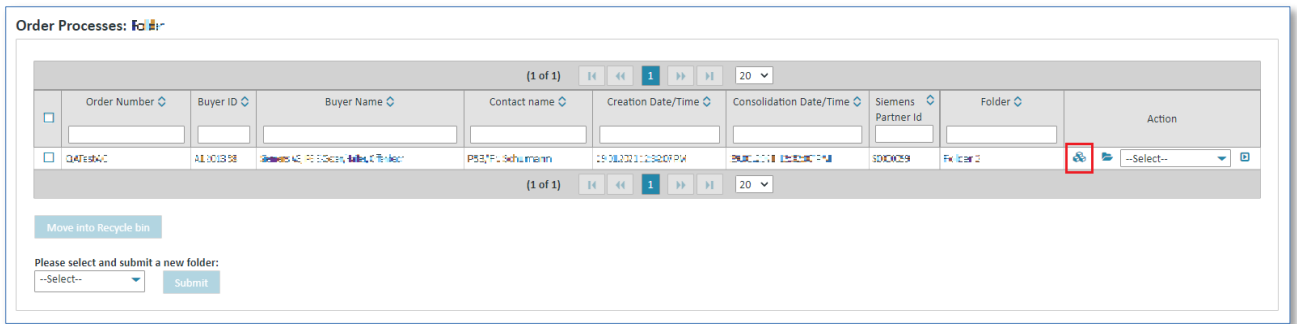 Order Processes: Folder
(1 of 1) 1 20
Order Number Buyer ID Buyer Name Contact name Creation Date/Time Consolidation Date/Time Siemens Partner Id Folder Action
--Select--
(1 of 1) 1 20
Move into Recycle bin
Please select and submit a new folder:
--Select-- Submit